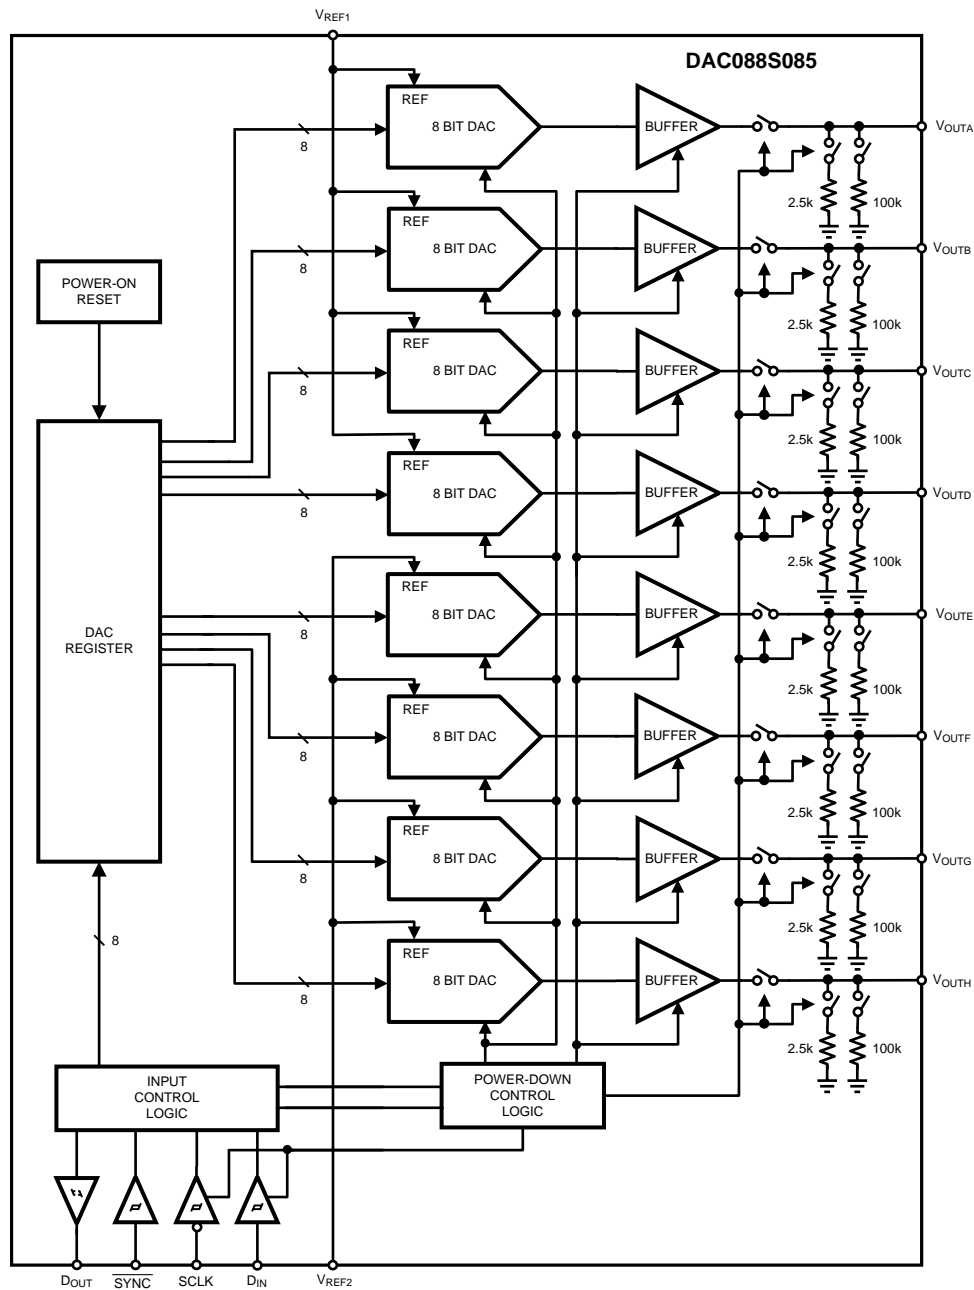 VREF1
DAC088S085
REF
8 BIT DAC
BUFFER
VOUTA
8
2.5k
100k
REF
8 BIT DAC
BUFFER
VOUTB
8
2.5k
100k
POWER-ON
RESET
REF
8 BIT DAC
BUFFER
VOUTC
8
2.5k
100k
REF
8 BIT DAC
BUFFER
VOUTD
8
2.5k
100k
DAC
REGISTER
REF
8 BIT DAC
BUFFER
VOUTE
8
2.5k
100k
REF
8 BIT DAC
BUFFER
VOUTF
8
2.5k
100k
REF
8 BIT DAC
BUFFER
VOUTG
8
2.5k
100k
8
REF
8 BIT DAC
BUFFER
VOUTH
8
2.5k
100k
INPUT
CONTROL
LOGIC
POWER-DOWN
CONTROL
LOGIC
DOUT
SYNC
SCLK
DIN
VREF2